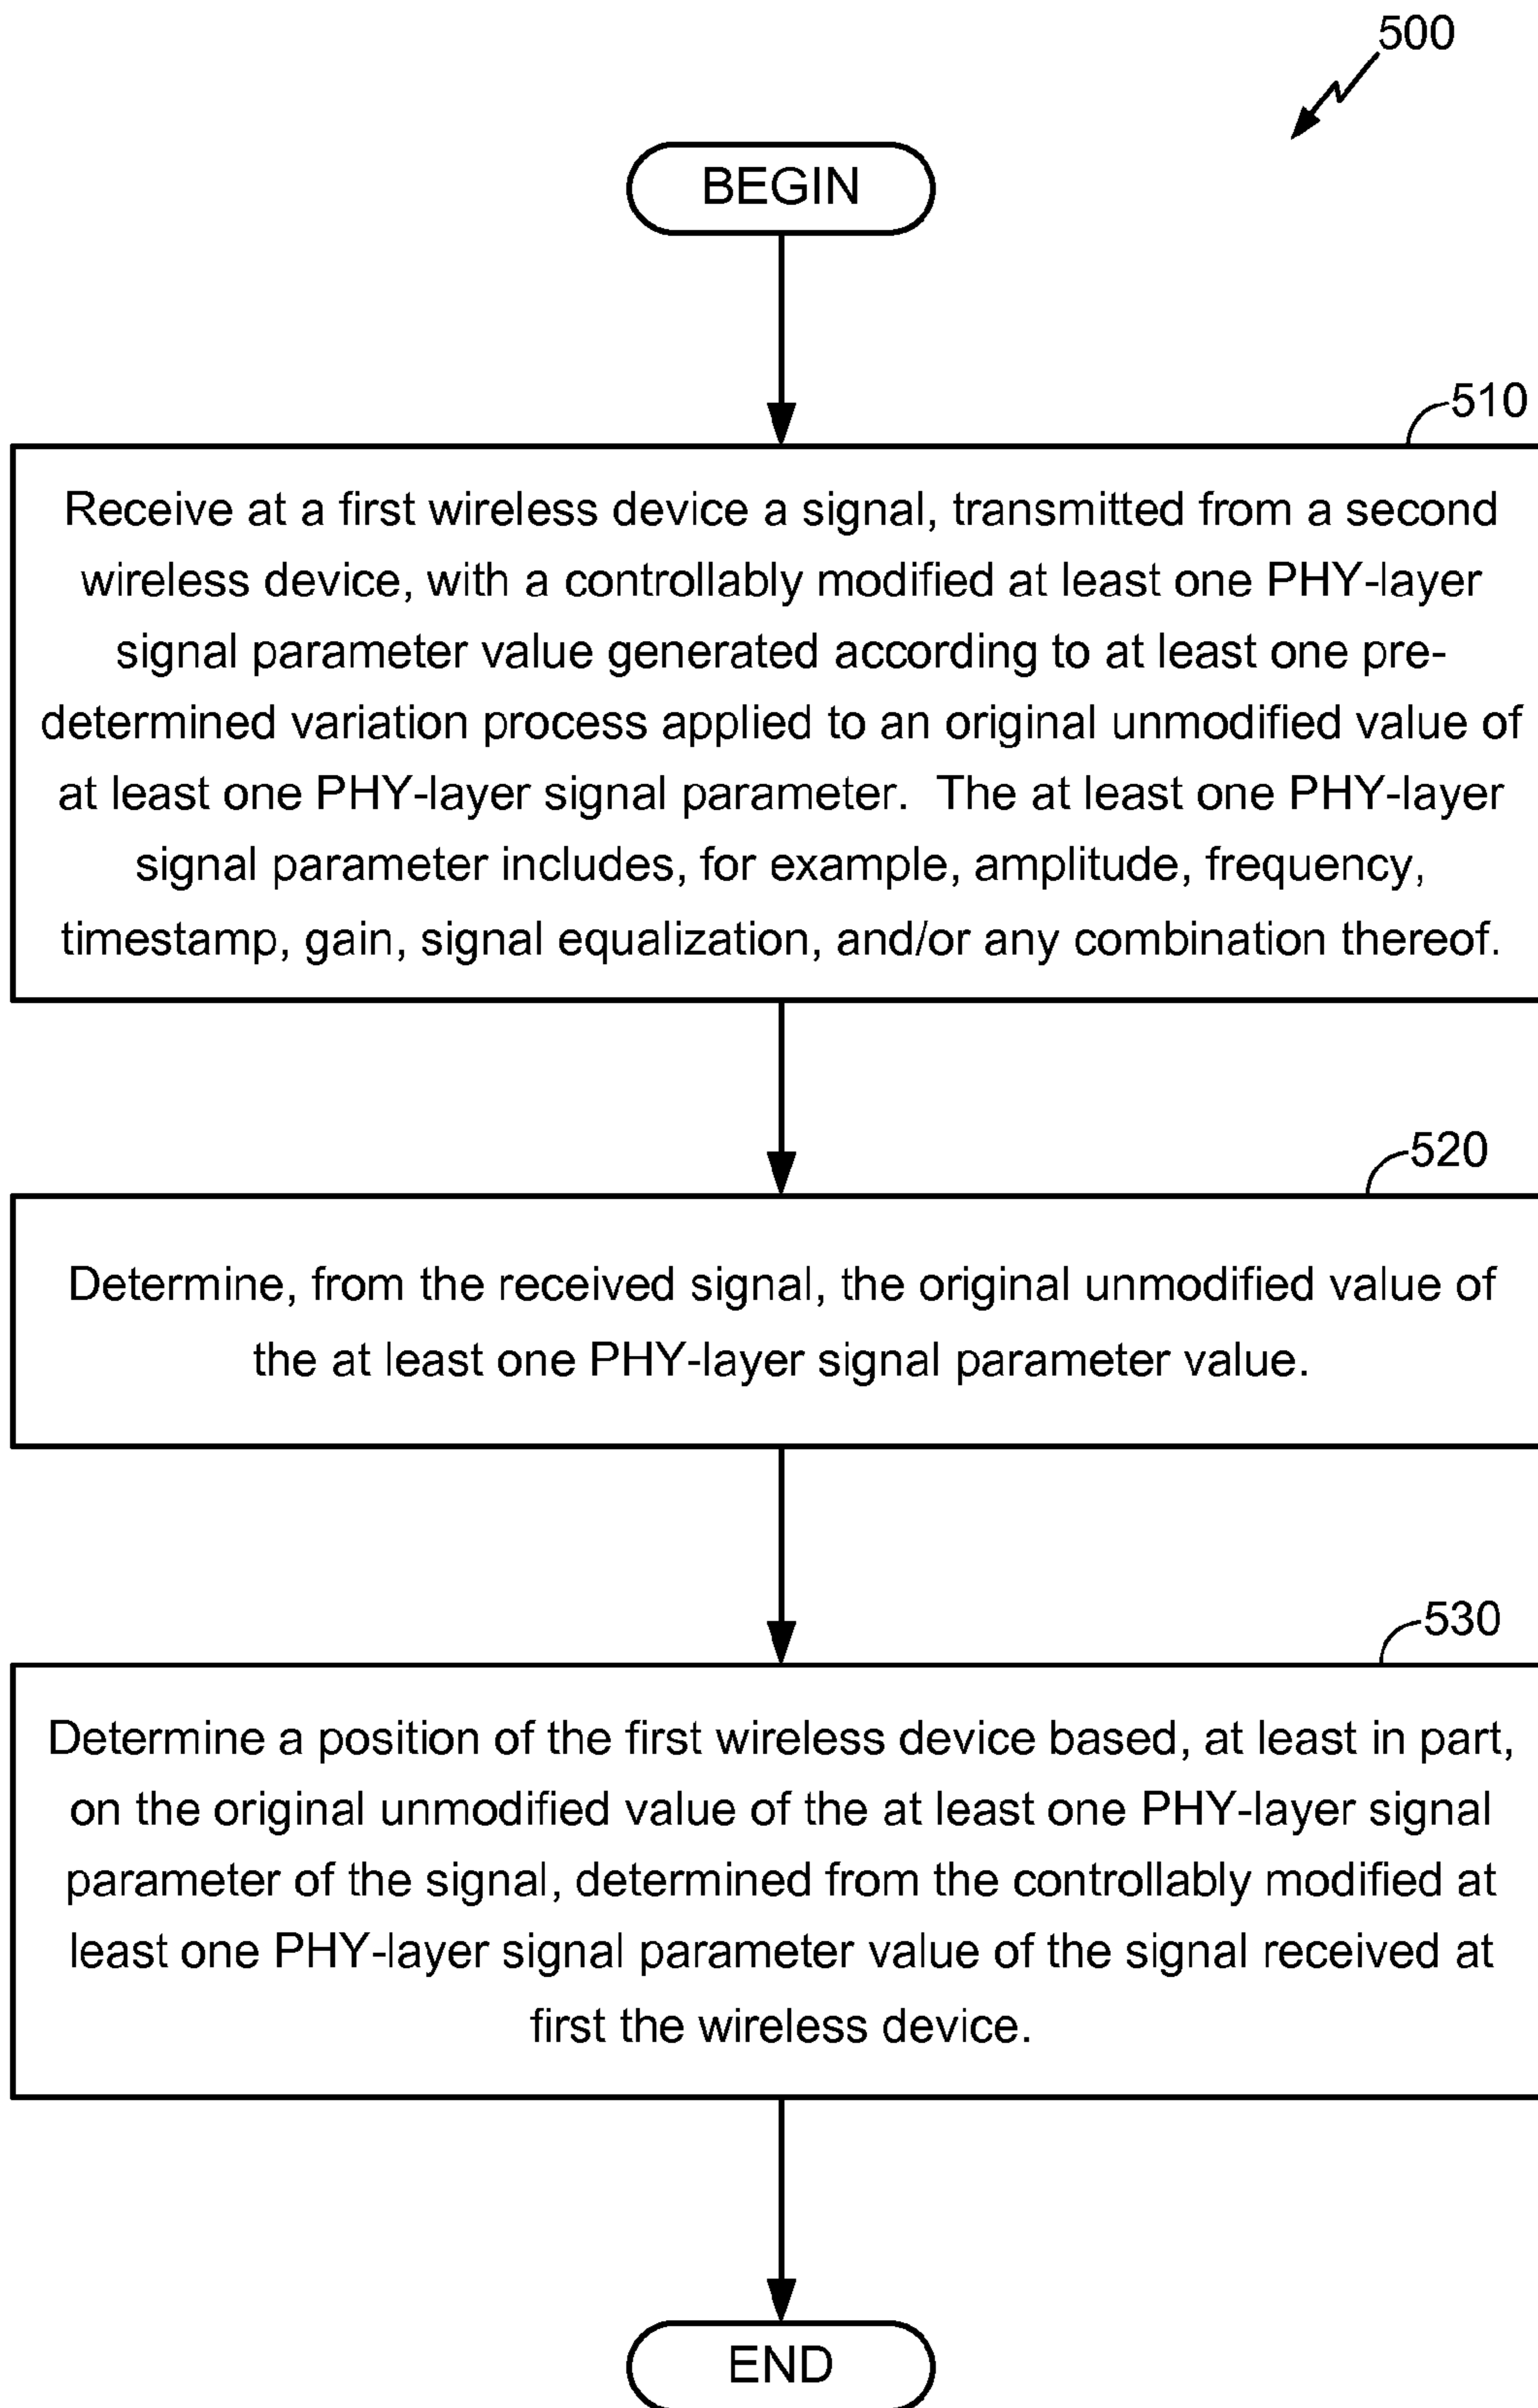 500
BEGIN
510
Receive at a first wireless device a signal, transmitted from a second
wireless device, with a controllably modified at least one PHY-layer
signal parameter value generated according to at least one pre-
determined variation process applied to an original unmodified value of
at least one PHY-layer signal parameter.  The at least one PHY-layer
signal parameter includes, for example, amplitude, frequency,
timestamp, gain, signal equalization, and/or any combination thereof.
520
Determine, from the received signal, the original unmodified value of
the at least one PHY-layer signal parameter value.
530
Determine a position of the first wireless device based, at least in part,
on the original unmodified value of the at least one PHY-layer signal
parameter of the signal, determined from the controllably modified at
least one PHY-layer signal parameter value of the signal received at
first the wireless device.
END